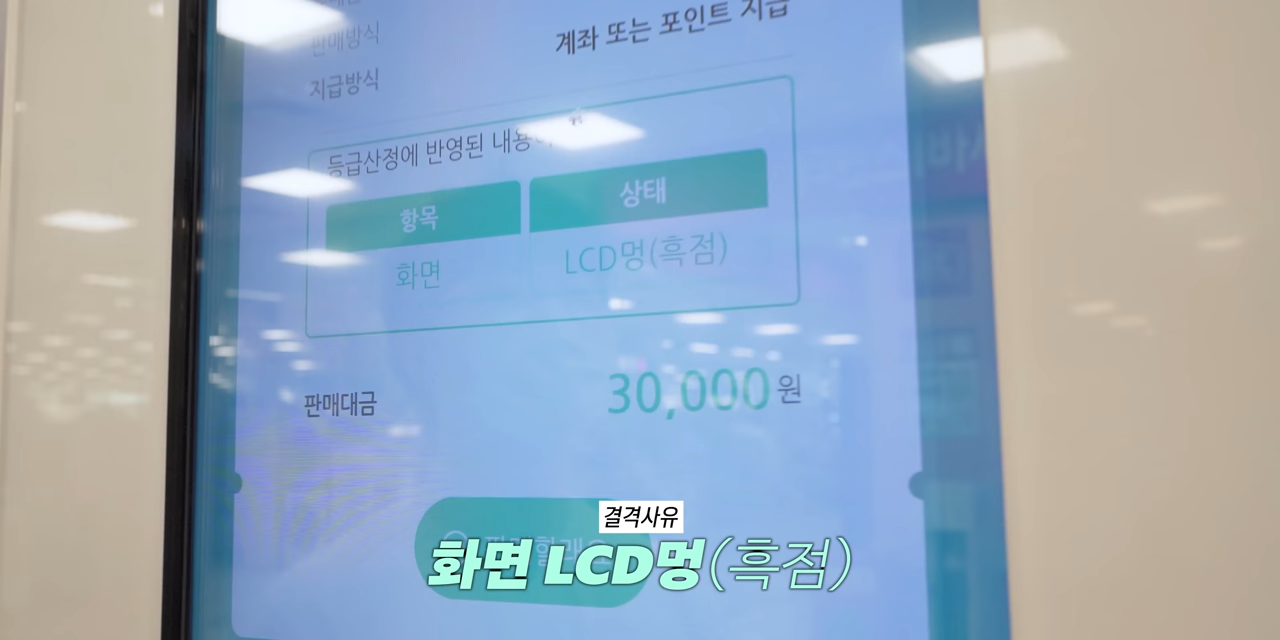 판매방식
계좌 또는 포인트 지급
지급방식
등급산정에 반영된 내용
항목 상태
화면 LCD멍(흑점)
판매대금 30,000원
결격사유
화면 LCD멍(흑점)